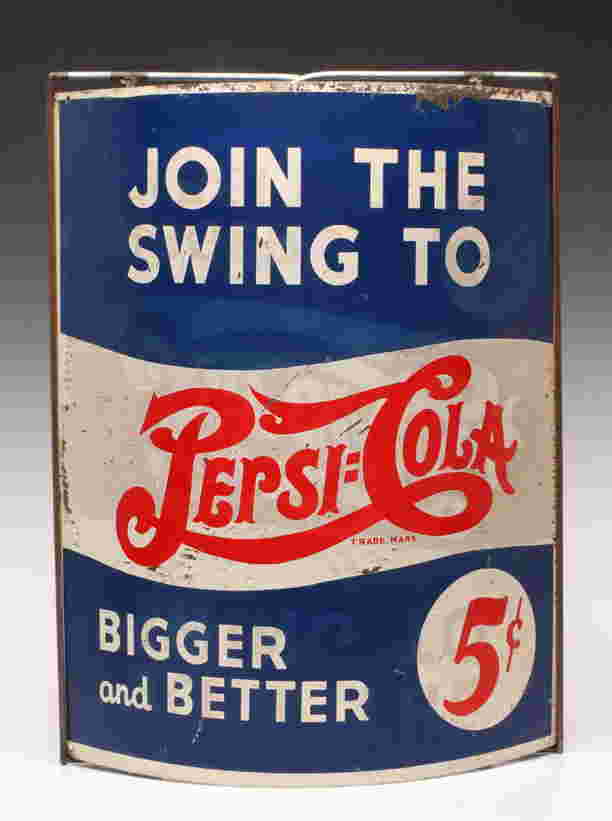 JOIN THE
SWING TO
PEPSI=COLA
TRADE MARK
BIGGER
and BETTER
5¢